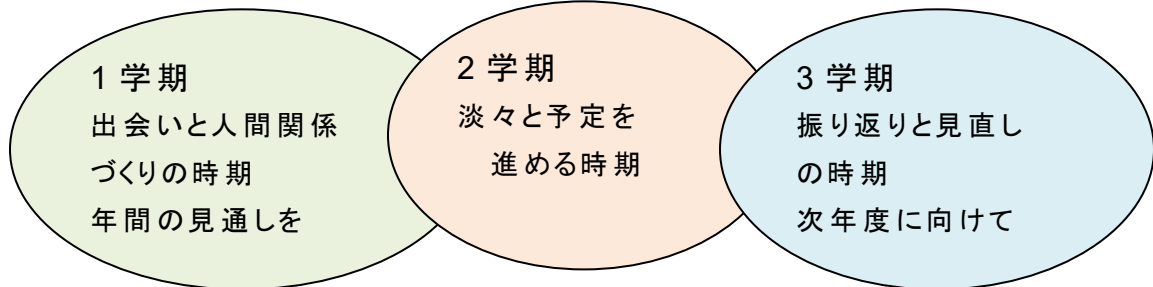 1 学期
出会いと人間関係
づくりの時期
年間の見通しを
2 学期
淡々と予定を
進める時期
3 学期
振り返りと見直し
の時期
次年度に向けて